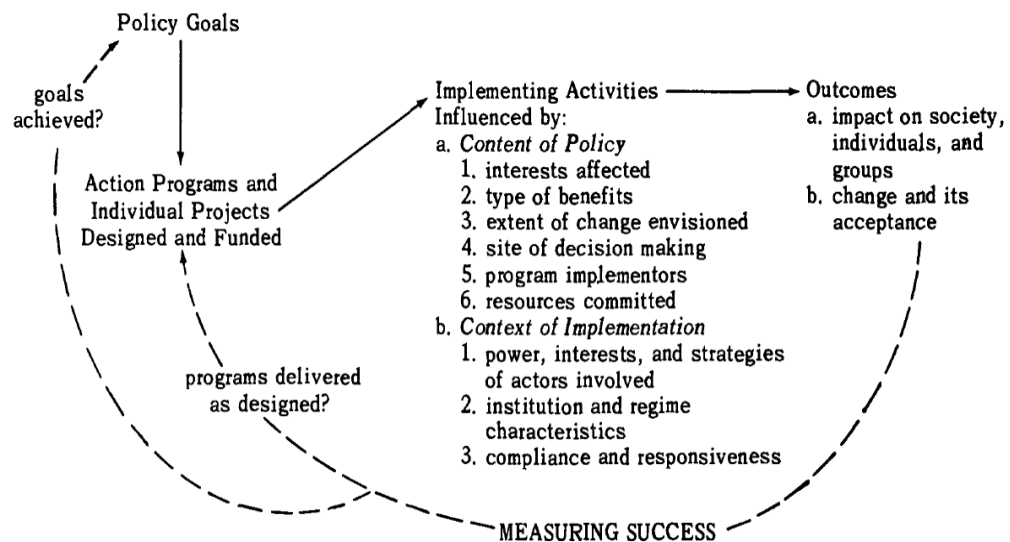 Policy Goals
goals
achieved?
Action Programs and
Individual Projects
Designed and Funded
programs delivered
as designed?
Implementing Activities
Influenced by:
a. Content of Policy
1. interests affected
2. type of benefits
3. extent of change envisioned
4. site of decision making
5. program implementors
6. resources committed
b. Context of Implementation
1. power, interests, and strategies
of actors involved
2. institution and regime
characteristics
3. compliance and responsiveness
Outcomes
a. impact on society,
individuals, and
groups
b. change and its
acceptance
MEASURING SUCCESS